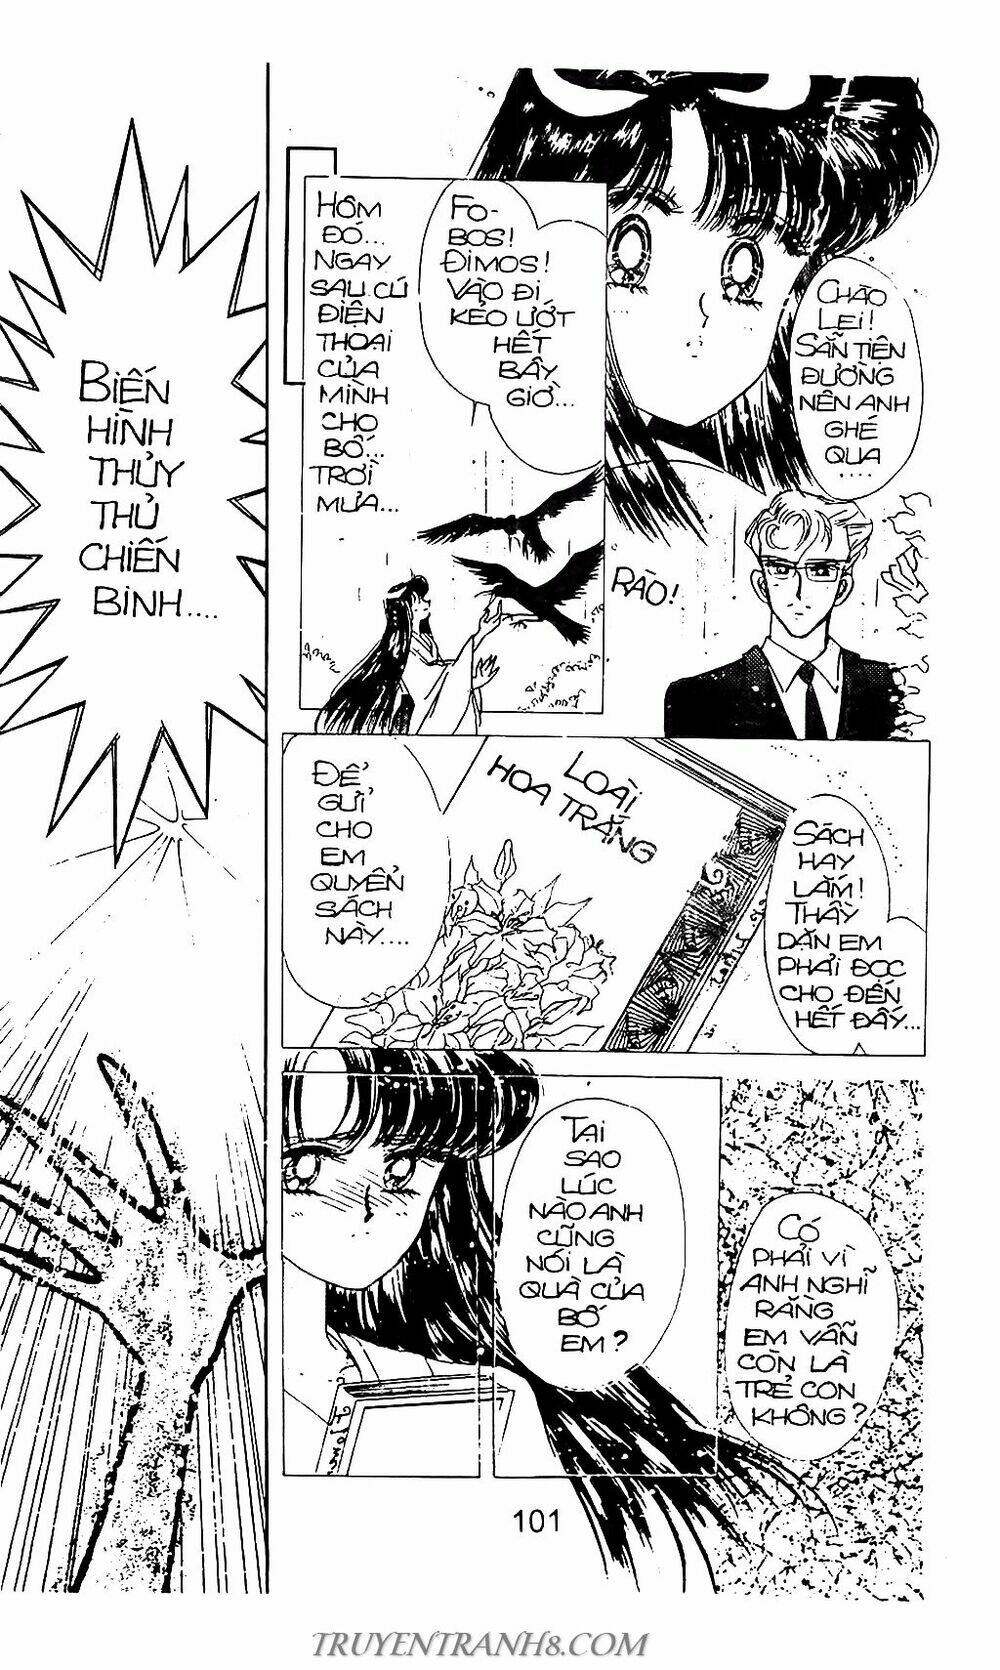 BIẾN
HÌNH
THỦY
THỦ
CHIẾN
BINH....
HÔM
ĐÓ...
NGAY
SAU CÚ
ĐIỆN
THOẠI
CỦA
MÌNH
CHO
BỐ...
TRỜI
MƯA...
FO-
BOS!
ĐIMOS!
VÀO ĐI
KẺO ƯỚT
HẾT
BÂY
GIỜ...
CHÀO
LEI!
SẴN TIỆN
ĐƯỜNG
NÊN ANH
GHÉ
QUA
....
RÀO!
ĐỂ
GỬI
CHO
EM
QUYỂN
SÁCH
NÀY....
LOÀI
HOA TRẮNG
SÁCH
HAY
LẮM!
THẦY
DẶN EM
PHẢI ĐỌC
CHO ĐẾN
HẾT ĐẤY...
TẠI
SAO
LÚC
NÀO ANH
CŨNG
NÓI LÀ
QUÀ CỦA
BỐ
EM?
CÓ
PHẢI VÌ
ANH NGHĨ
RẰNG
EM VẪN
CÒN LÀ
TRẺ CON
KHÔNG?
101
TRUYENTRANH8.COM